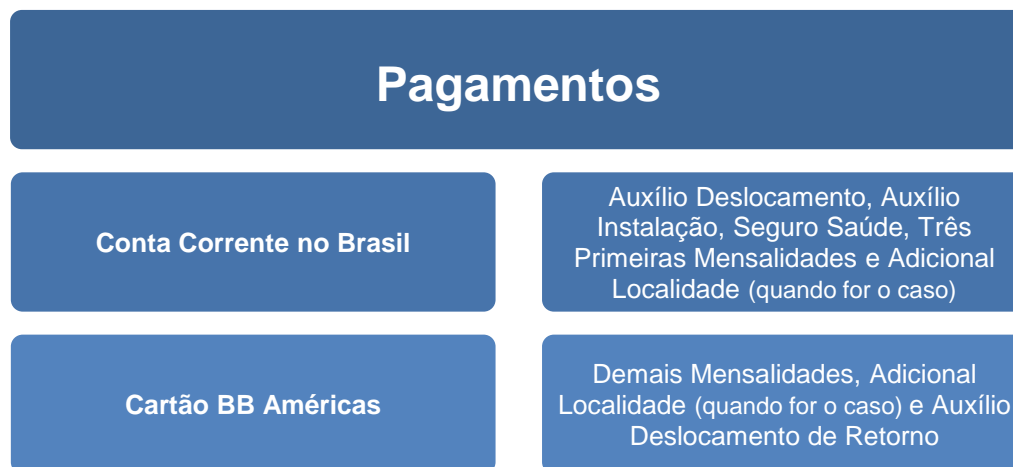 Pagamentos
Conta Corrente no Brasil
Auxílio Deslocamento, Auxílio
Instalação, Seguro Saúde, Três
Primeiras Mensalidades e Adicional
Localidade (quando for o caso)
Cartão BB Américas
Demais Mensalidades, Adicional
Localidade (quando for o caso) e Auxílio
Deslocamento de Retorno